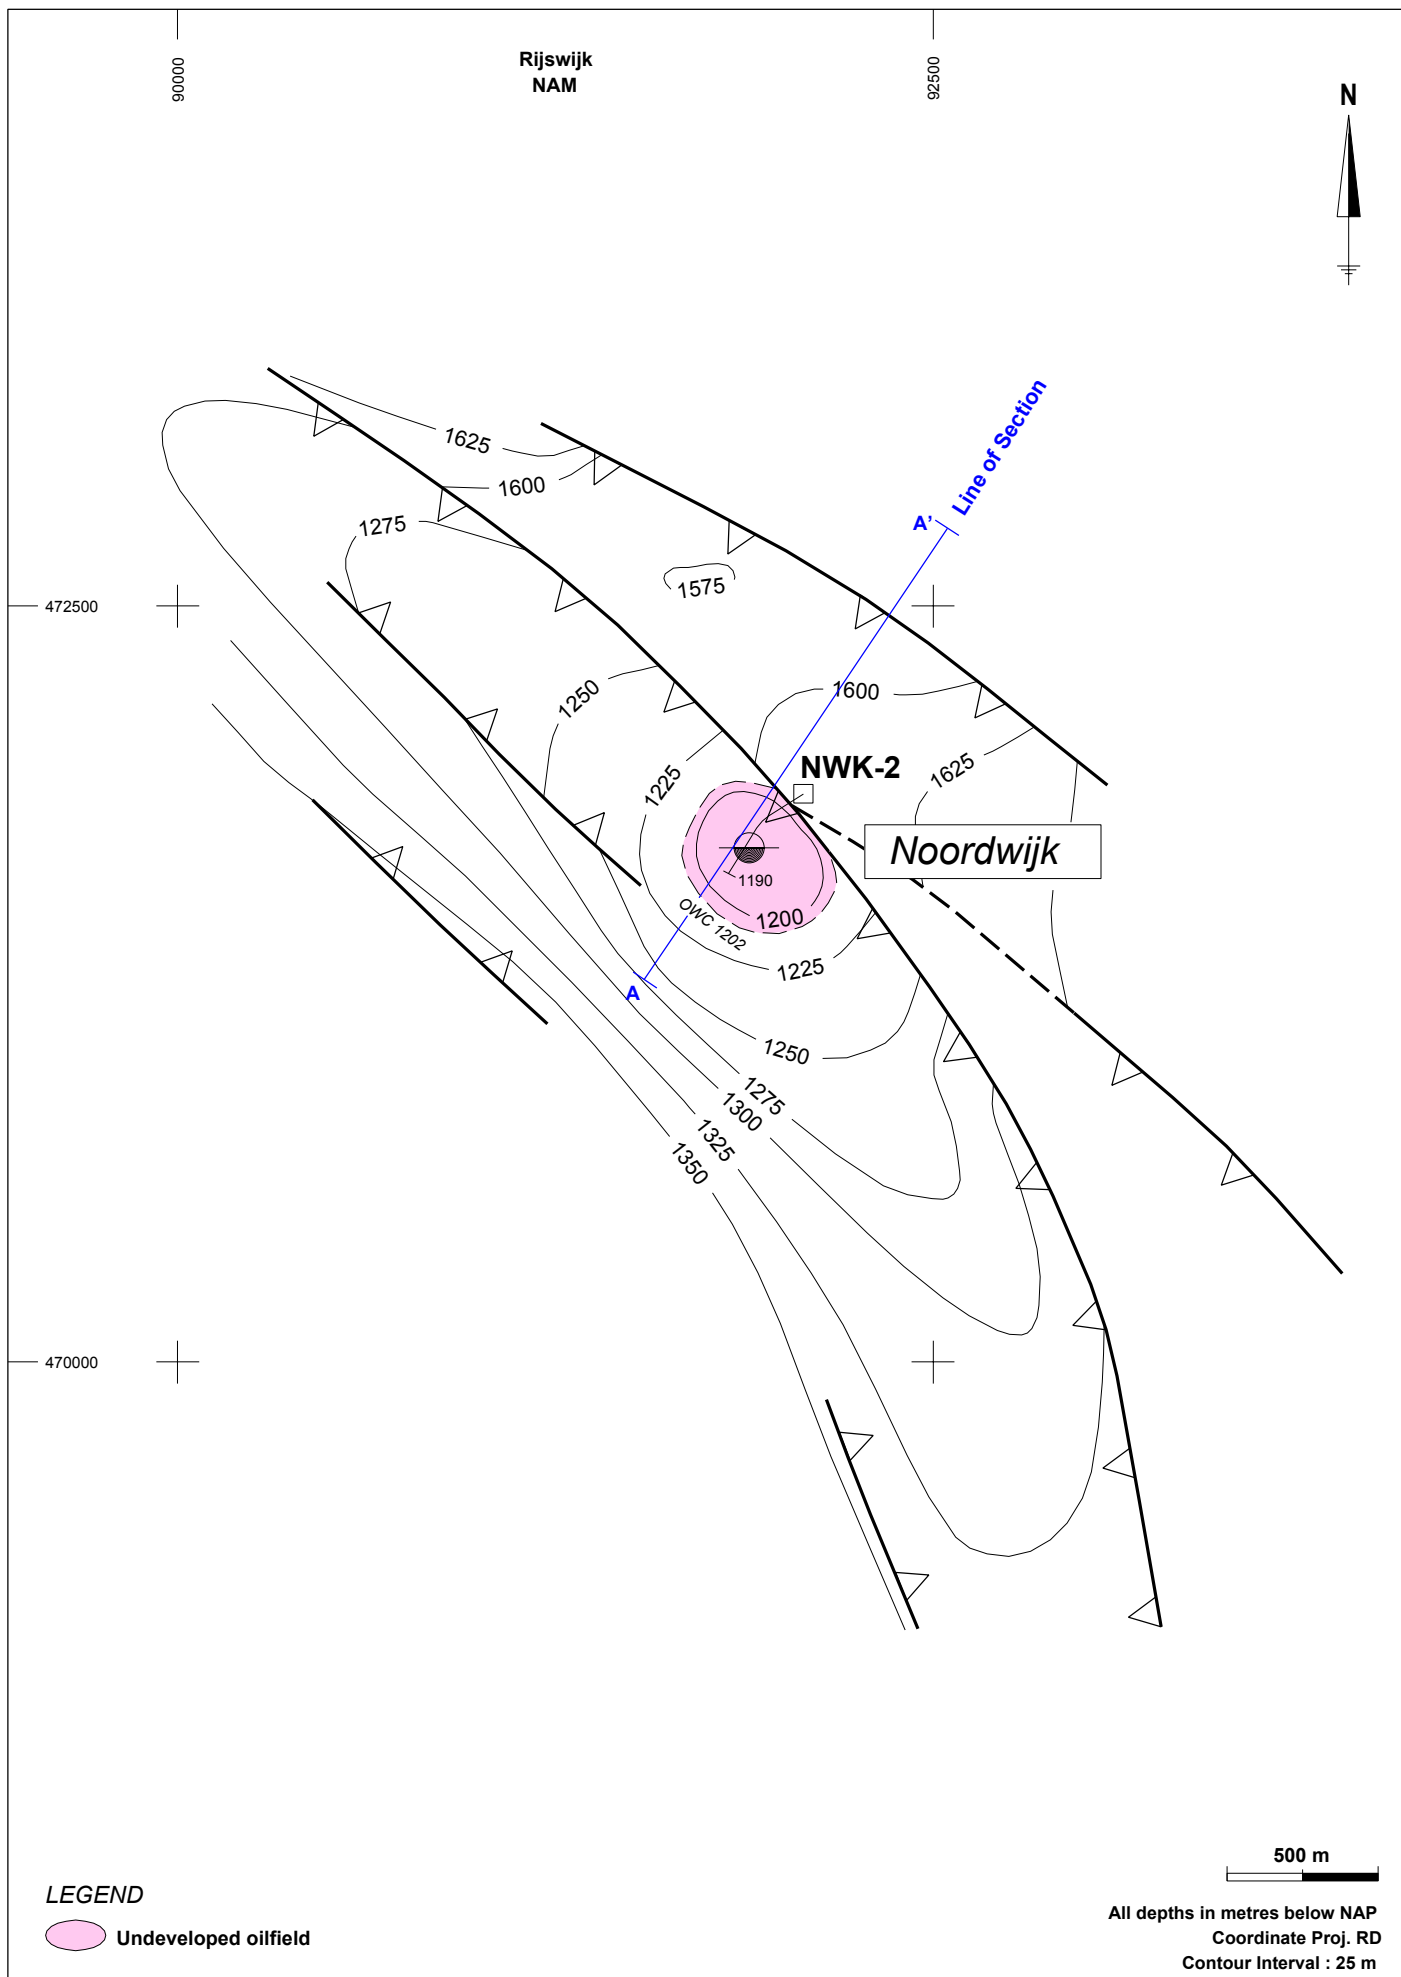 90000
92500
Rijswijk
NAM
N
Line of Section
A'
1625
1600
1275
1575
472500
1250
1600
1625
NWK-2
1225
Noordwijk
1190
1200
OWC 1202
1225
A
1250
1275
1300
1325
1350
470000
500 m
LEGEND
Undeveloped oilfield
All depths in metres below NAP
Coordinate Proj. RD
Contour Interval : 25 m